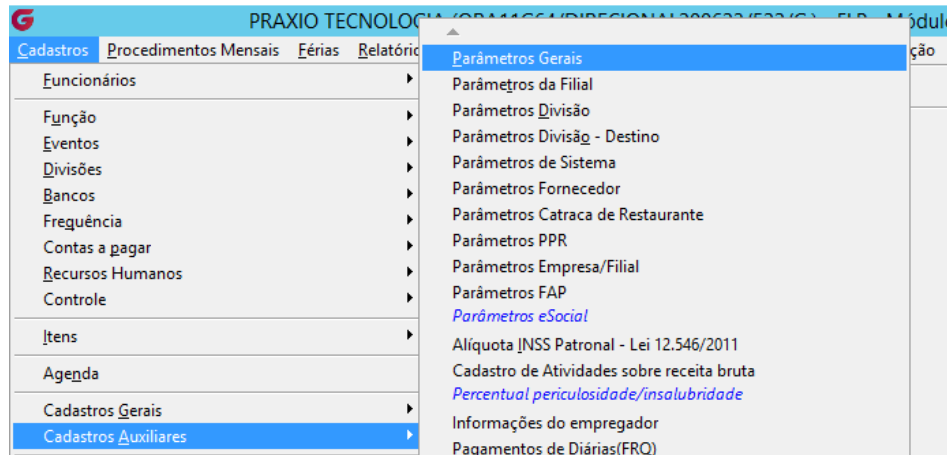 G PRAXIO TECNOLOGIA
Cadastros Procedimentos Mensais Férias
Funcionários
Função
Eventos
Divisões
Bancos
Frequência
Contas a pagar
Recursos Humanos
Controle
Itens
Agenda
Cadastros Gerais
Cadastros Auxiliares
Parâmetros Gerais
Parâmetros da Filial
Parâmetros Divisão
Parâmetros Divisão - Destino
Parâmetros de Sistema
Parâmetros Fornecedor
Parâmetros Catraca de Restaurante
Parâmetros PPR
Parâmetros Empresa/Filial
Parâmetros FAP
Parâmetros eSocial
Alíquota INSS Patronal - Lei 12.546/2011
Cadastro de Atividades sobre receita bruta
Percentual periculosidade/insalubridade
Informações do empregador
Pagamentos de Diárias(FRQ)